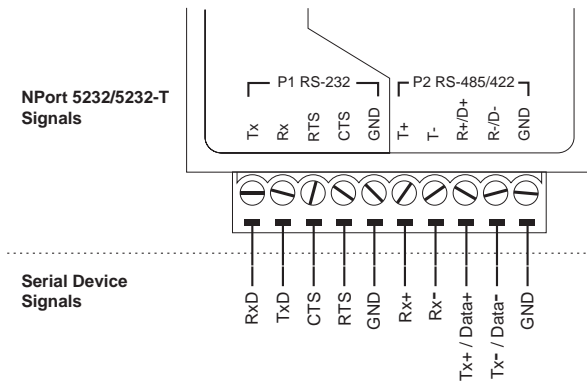 P1 RS-232
P2 RS-485/422
NPort 5232/5232-T
Signals
Tx
Rx
RTS
CTS
GND
T+
T-
R+/D+
R-/D-
GND
Serial Device
Signals
RxD
TxD
CTS
RTS
GND
Rx+
Rx-
Tx+ / Data+
Tx- / Data-
GND